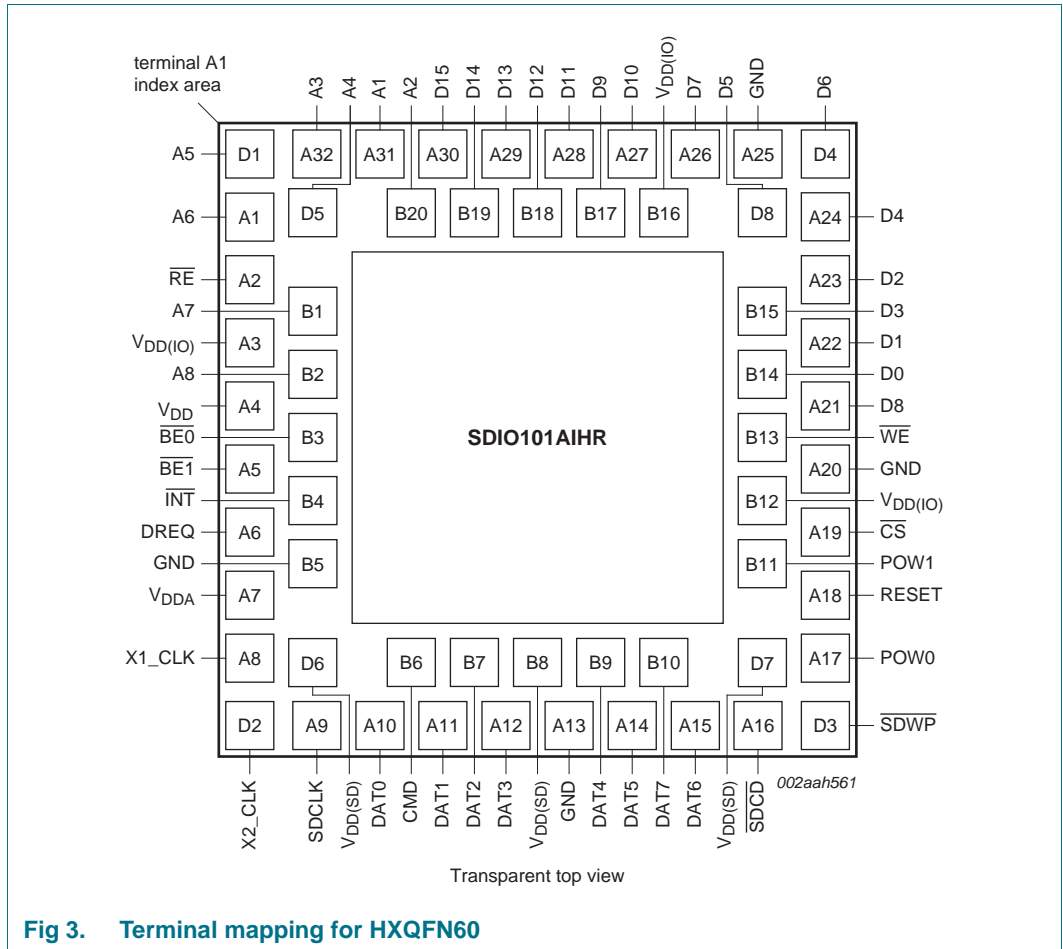 terminal A1
index area
A3
A4
A1
A2
D15
D14
D13
D12
D11
D9
D10
VDD(IO)
D7
D5
GND
D6
A5
D1
A32
A31
A30
A29
A28
A27
A26
A25
D4
A6
A1
D5
B20
B19
B18
B17
B16
D8
A24
D4
RE
A2
A23
D2
A7
B1
B15
D3
VDD(IO)
A3
A22
D1
A8
B2
B14
D0
VDD
A4
A21
D8
BE0
B3
SDIO101AIHR
B13
WE
BE1
A5
A20
GND
INT
B4
B12
VDD(IO)
DREQ
A6
A19
CS
GND
B5
B11
POW1
VDDA
A7
A18
RESET
X1_CLK
A8
D6
B6
B7
B8
B9
B10
D7
A17
POW0
D2
A9
A10
A11
A12
A13
A14
A15
A16
D3
SDWP
X2_CLK
SDCLK
VDD(SD)
DAT0
CMD
DAT1
DAT2
DAT3
VDD(SD)
GND
DAT4
DAT5
DAT7
DAT6
VDD(SD)
SDCD
002aah561
Transparent top view
Fig 3. Terminal mapping for HXQFN60